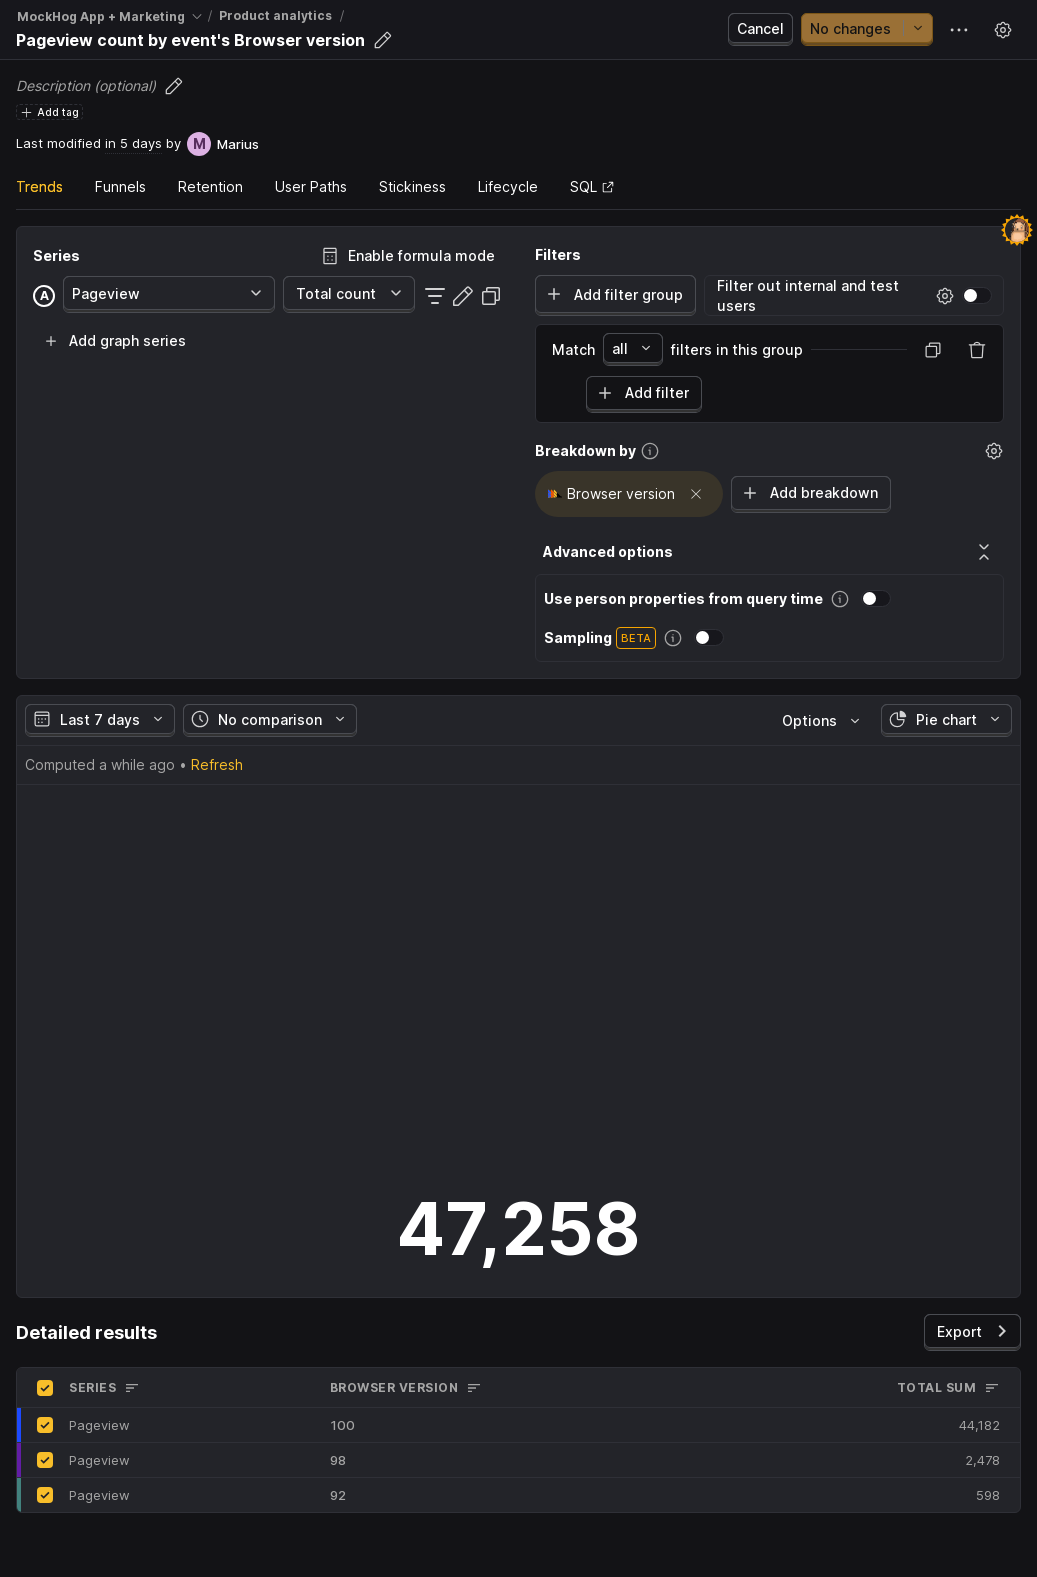 MockHog App + Marketing / Product analytics /
Pageview count by event's Browser version
Cancel
No changes
Description (optional)
Add tag
Last modified in 5 days by M Marius
Trends Funnels Retention User Paths Stickiness Lifecycle SQL
Series
Enable formula mode
A Pageview Total count
Add graph series
Filters
Add filter group
Filter out internal and test
users
Match all filters in this group
Add filter
Breakdown by
Browser version
Add breakdown
Advanced options
Use person properties from query time
Sampling BETA
Last 7 days No comparison Options Pie chart
Computed a while ago • Refresh
47,258
Detailed results
Export
SERIES BROWSER VERSION TOTAL SUM
Pageview 100 44,182
Pageview 98 2,478
Pageview 92 598